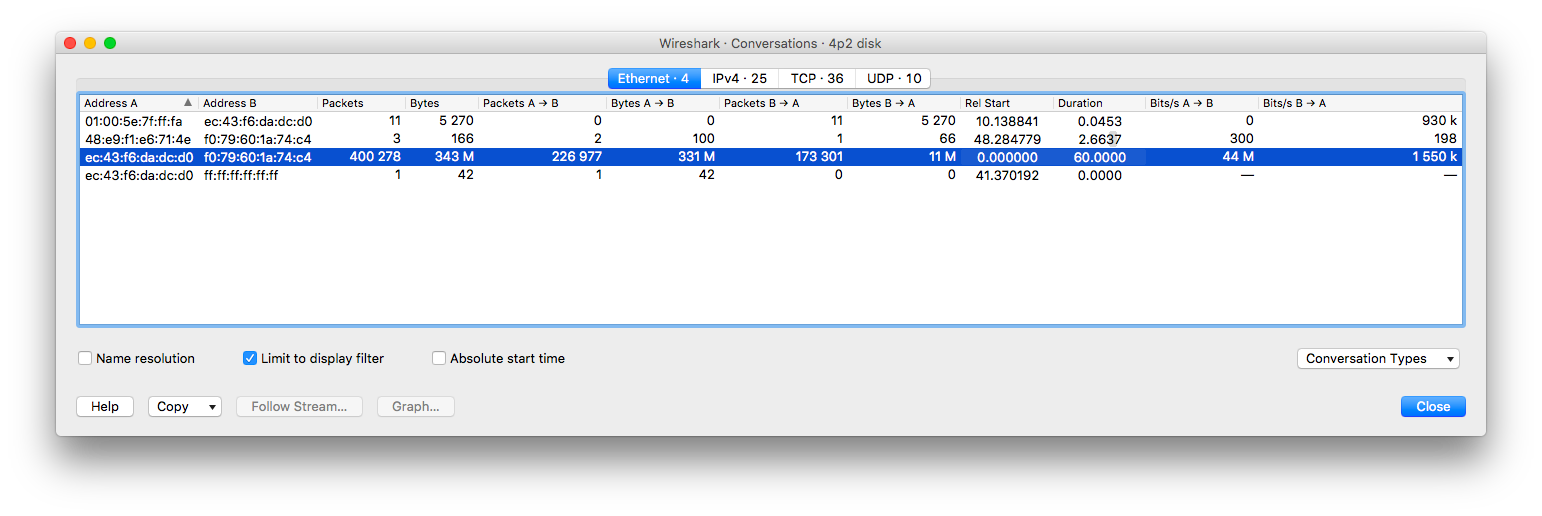 Wireshark · Conversations · 4p2 disk
Ethernet · 4 IPv4 · 25 TCP · 36 UDP · 10
Address A Address B Packets Bytes Packets A → B Bytes A → B Packets B → A Bytes B → A Rel Start Duration Bits/s A → B Bits/s B → A
01:00:5e:7f:ff:fa ec:43:f6:da:dc:d0 11 5 270 0 0 11 5 270 10.138841 0.0453 0 930 k
48:e9:f1:e6:71:4e f0:79:60:1a:74:c4 3 166 2 100 1 66 48.284779 2.6637 300 198
ec:43:f6:da:dc:d0 f0:79:60:1a:74:c4 400 278 343 M 226 977 331 M 173 301 11 M 0.000000 60.0000 44 M 1 550 k
ec:43:f6:da:dc:d0 ff:ff:ff:ff:ff:ff 1 42 1 42 0 0 41.370192 0.0000 — —
Name resolution Limit to display filter Absolute start time Conversation Types
Help Copy Follow Stream... Graph... Close